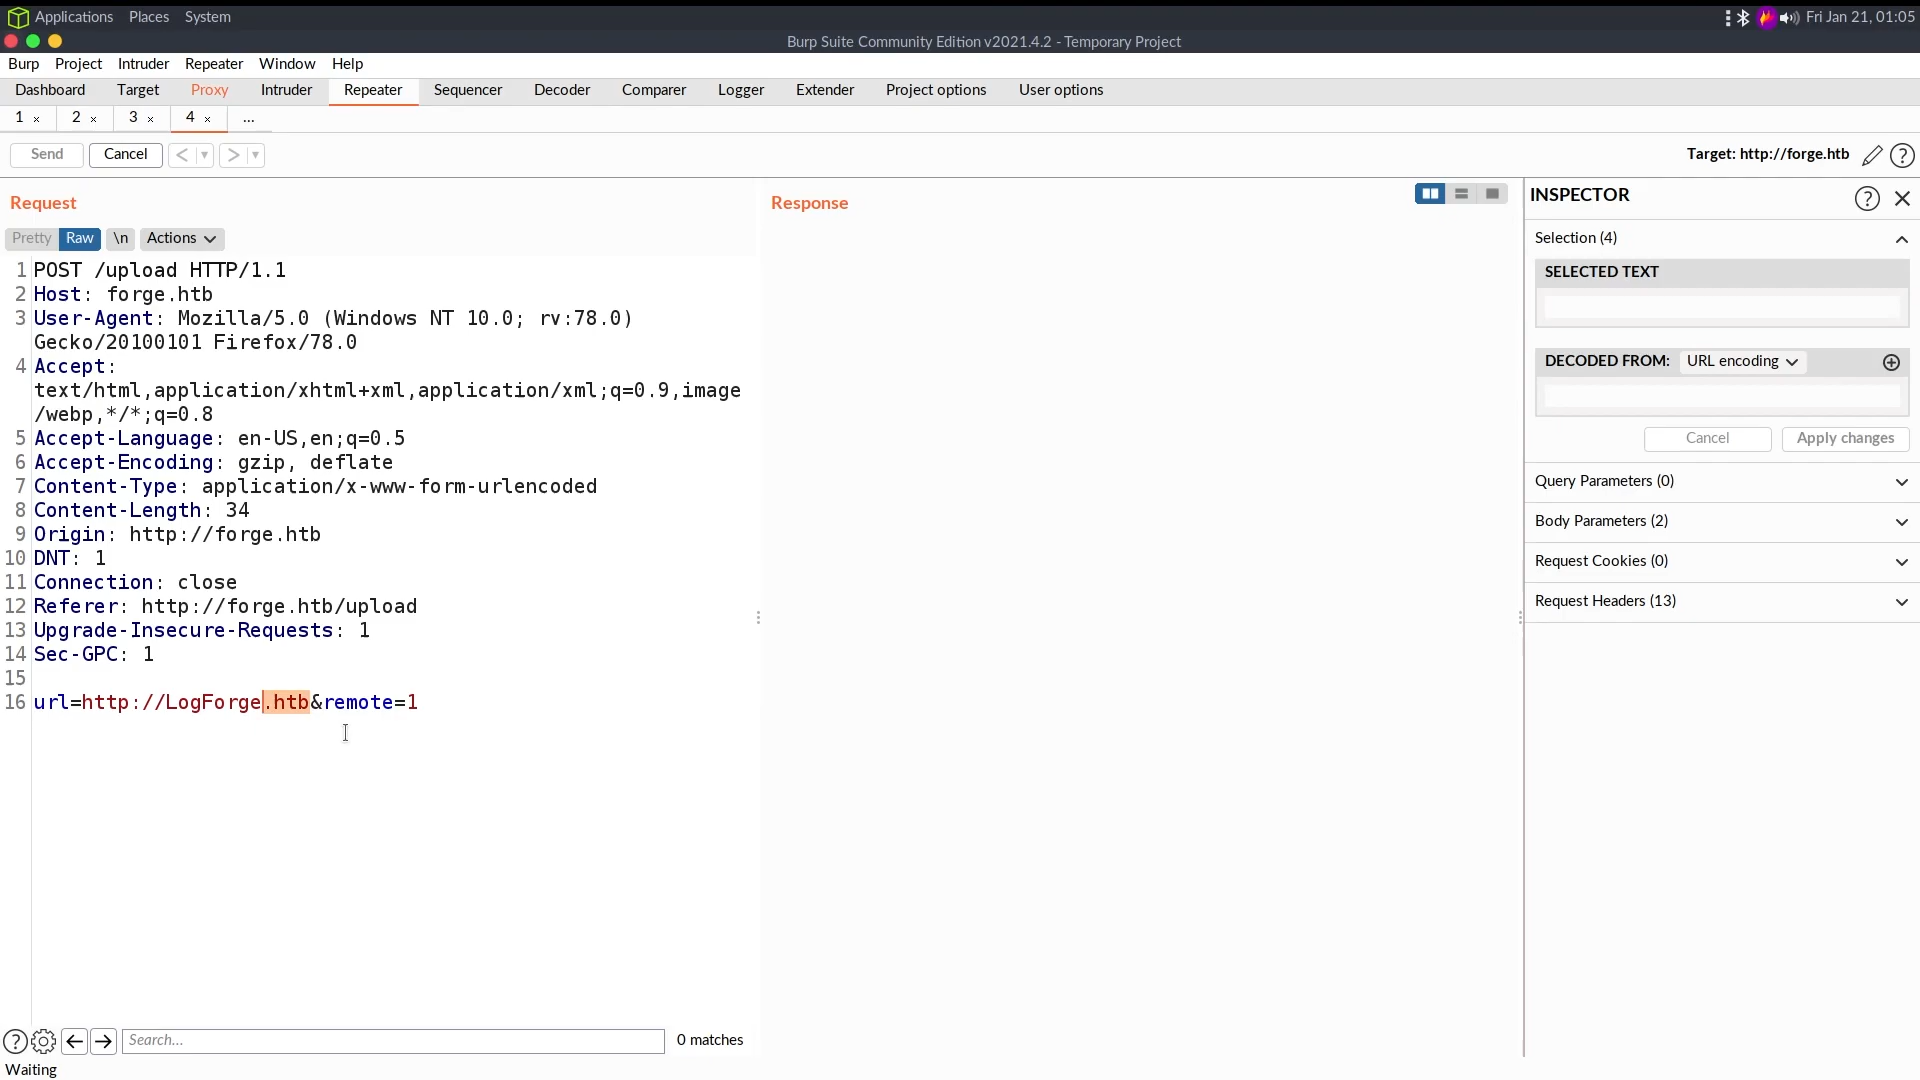 Applications Places System Fri Jan 21, 01:05
Burp Suite Community Edition v2021.4.2 - Temporary Project
Burp Project Intruder Repeater Window Help
Dashboard Target Proxy Intruder Repeater Sequencer Decoder Comparer Logger Extender Project options User options
1 × 2 × 3 × 4 × ...
Send Cancel < > Target: http://forge.htb ?
Request
Pretty Raw \n Actions
1 POST /upload HTTP/1.1
2 Host: forge.htb
3 User-Agent: Mozilla/5.0 (Windows NT 10.0; rv:78.0)
Gecko/20100101 Firefox/78.0
4 Accept:
text/html,application/xhtml+xml,application/xml;q=0.9,image
/webp,*/*;q=0.8
5 Accept-Language: en-US,en;q=0.5
6 Accept-Encoding: gzip, deflate
7 Content-Type: application/x-www-form-urlencoded
8 Content-Length: 34
9 Origin: http://forge.htb
10 DNT: 1
11 Connection: close
12 Referer: http://forge.htb/upload
13 Upgrade-Insecure-Requests: 1
14 Sec-GPC: 1
15
16 url=http://LogForge.htb&remote=1
? Search... 0 matches
Waiting
Response
INSPECTOR ?
Selection (4)
SELECTED TEXT
DECODED FROM: URL encoding
Cancel Apply changes
Query Parameters (0)
Body Parameters (2)
Request Cookies (0)
Request Headers (13)